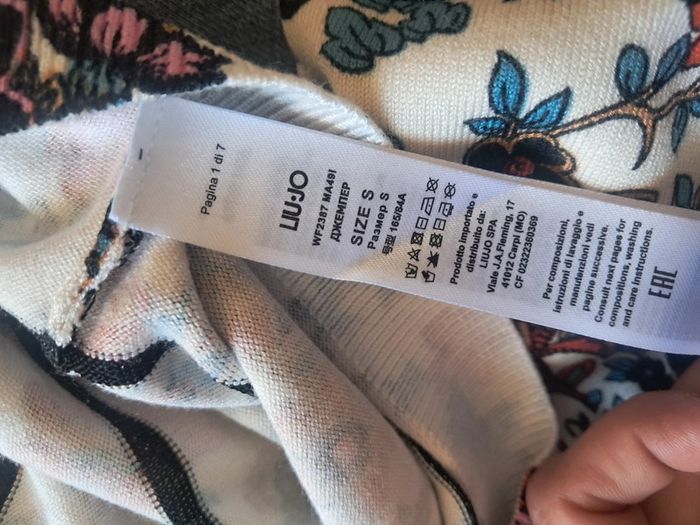 Pagina 1 di 7
LIU·JO
WF2387 MA49I
ДЖЕМПЕР
SIZE S
Размер S
号型 165/84A
Prodotto importato e
distribuito da:
LIUJO SPA
Viale J.A.Fleming, 17
41012 Carpi (MO)
CF 02322360369
Per composizioni,
istruzioni di lavaggio e
manutenzioni vedi
pagine successive.
Consult next pages for
compositions, washing
and care instructions.
EAC